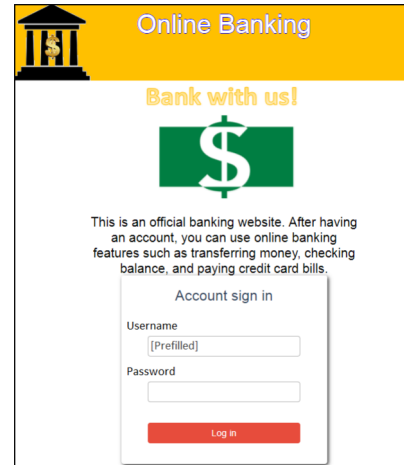 Online Banking
Bank with us!
$
This is an official banking website. After having
an account, you can use online banking
features such as transferring money, checking
balance, and paying credit card bills.
Account sign in
Username
[Prefilled]
Password
Log in